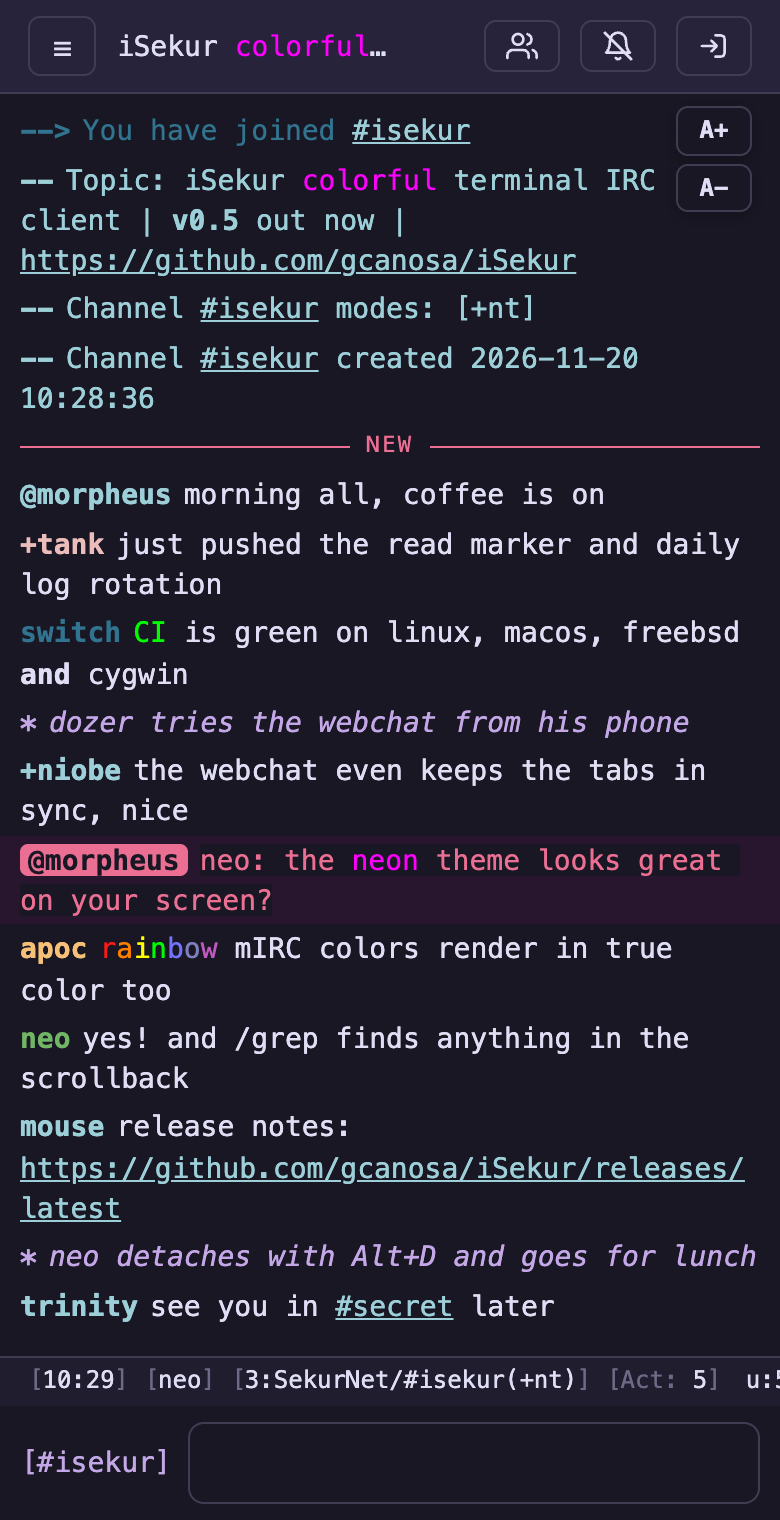 ≡ iSekur colorful…
--> You have joined #isekur
A+
-- Topic: iSekur colorful terminal IRC
A-
client | v0.5 out now |
https://github.com/gcanosa/iSekur
-- Channel #isekur modes: [+nt]
-- Channel #isekur created 2026-11-20
10:28:36
NEW
@morpheus morning all, coffee is on
+tank just pushed the read marker and daily
log rotation
switch CI is green on linux, macos, freebsd
and cygwin
* dozer tries the webchat from his phone
+niobe the webchat even keeps the tabs in
sync, nice
@morpheus neo: the neon theme looks great
on your screen?
apoc rainbow mIRC colors render in true
color too
neo yes! and /grep finds anything in the
scrollback
mouse release notes:
https://github.com/gcanosa/iSekur/releases/
latest
* neo detaches with Alt+D and goes for lunch
trinity see you in #secret later
[10:29] [neo] [3:SekurNet/#isekur(+nt)] [Act: 5] u:
[#isekur]